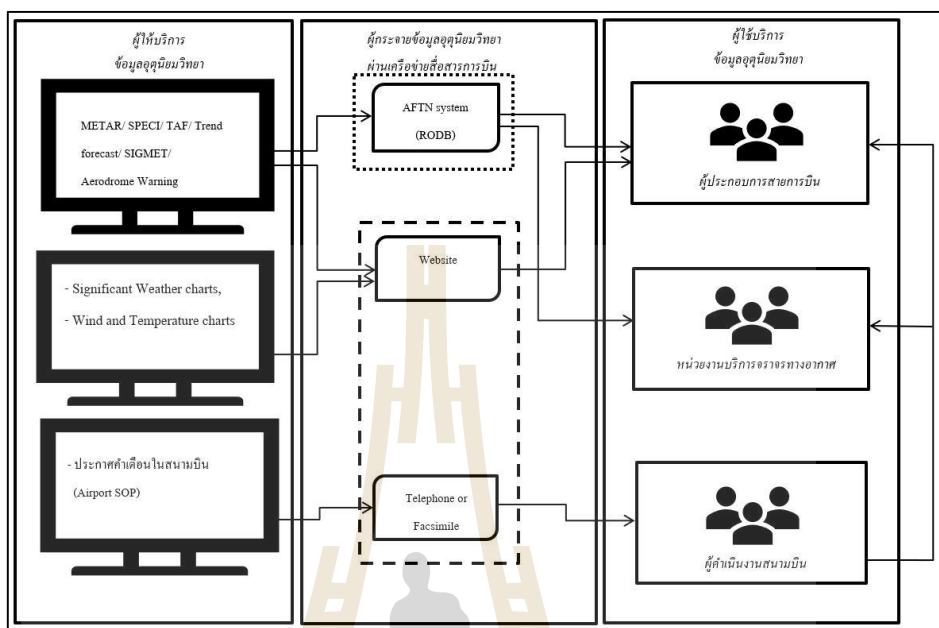 ผู้ให้บริการ
ข้อมูลอุตุนิยมวิทยา
METAR/ SPECI/ TAF/ Trend
forecast/ SIGMET/
Aerodrome Warning
- Significant Weather charts,
- Wind and Temperature charts
- ประกาศคำเตือนในสนามบิน
(Airport SOP)
ผู้กระจายข้อมูลอุตุนิยมวิทยา
ผ่านเครือข่ายสื่อสารการบิน
AFTN system
(RODB)
Website
Telephone or
Facsimile
ผู้ใช้บริการ
ข้อมูลอุตุนิยมวิทยา
ผู้ประกอบการสายการบิน
หน่วยงานบริการจราจรทางอากาศ
ผู้ดำเนินงานสนามบิน